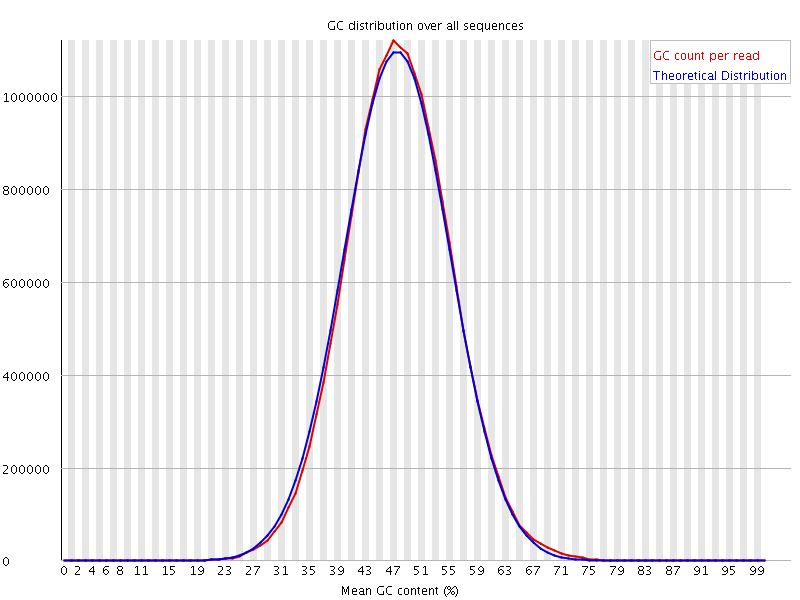 GC distribution over all sequences
GC count per read
Theoretical Distribution
1000000
800000
600000
400000
200000
0
0 2 4 6 8 11 15 19 23 27 31 35 39 43 47 51 55 59 63 67 71 75 79 83 87 91 95 99
Mean GC content (%)